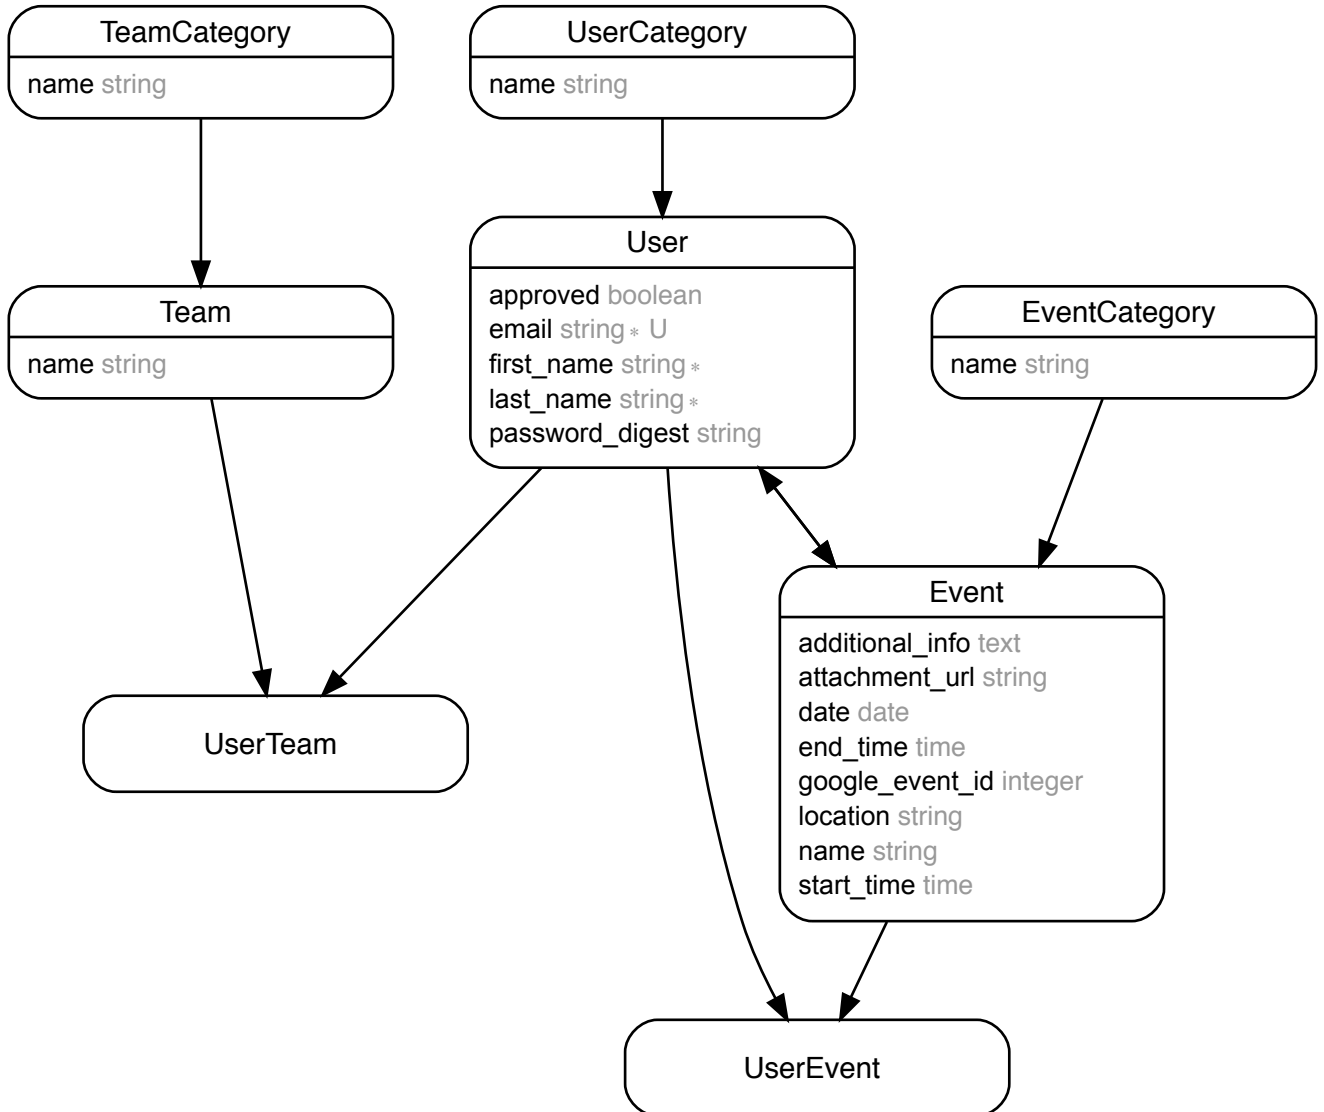 TeamCategory
name string
UserCategory
name string
User
approved boolean
email string * U
first_name string *
last_name string *
password_digest string
Team
name string
EventCategory
name string
Event
additional_info text
attachment_url string
date date
end_time time
google_event_id integer
location string
name string
start_time time
UserTeam
UserEvent